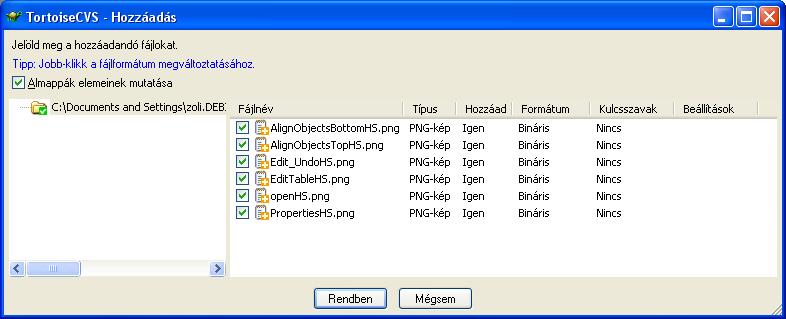 TortoiseCVS - Hozzáadás
Jelöld meg a hozzáadandó fájlokat.
Tipp: Jobb-klikk a fájlformátum megváltoztatásához.
Almappák elemeinek mutatása
C:\Documents and Settings\zoli.DEB
Fájlnév Típus Hozzáad Formátum Kulcsszavak Beállítások
AlignObjectsBottomHS.png PNG-kép Igen Bináris Nincs
AlignObjectsTopHS.png PNG-kép Igen Bináris Nincs
Edit_UndoHS.png PNG-kép Igen Bináris Nincs
EditTableHS.png PNG-kép Igen Bináris Nincs
openHS.png PNG-kép Igen Bináris Nincs
PropertiesHS.png PNG-kép Igen Bináris Nincs
Rendben Mégsem